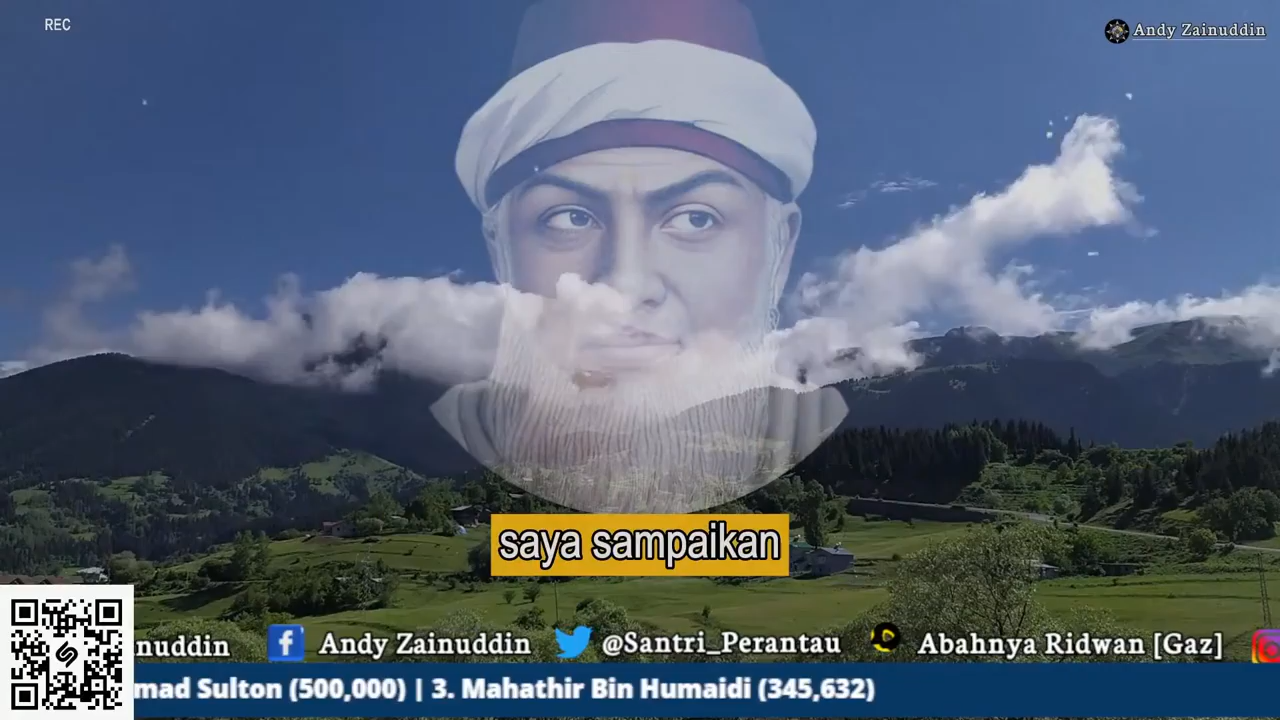 REC
Andy Zainuddin
saya sampaikan
nuddin Andy Zainuddin @Santri_Perantau Abahnya Ridwan [Gaz]
mad Sulton (500,000) | 3. Mahathir Bin Humaidi (345,632)